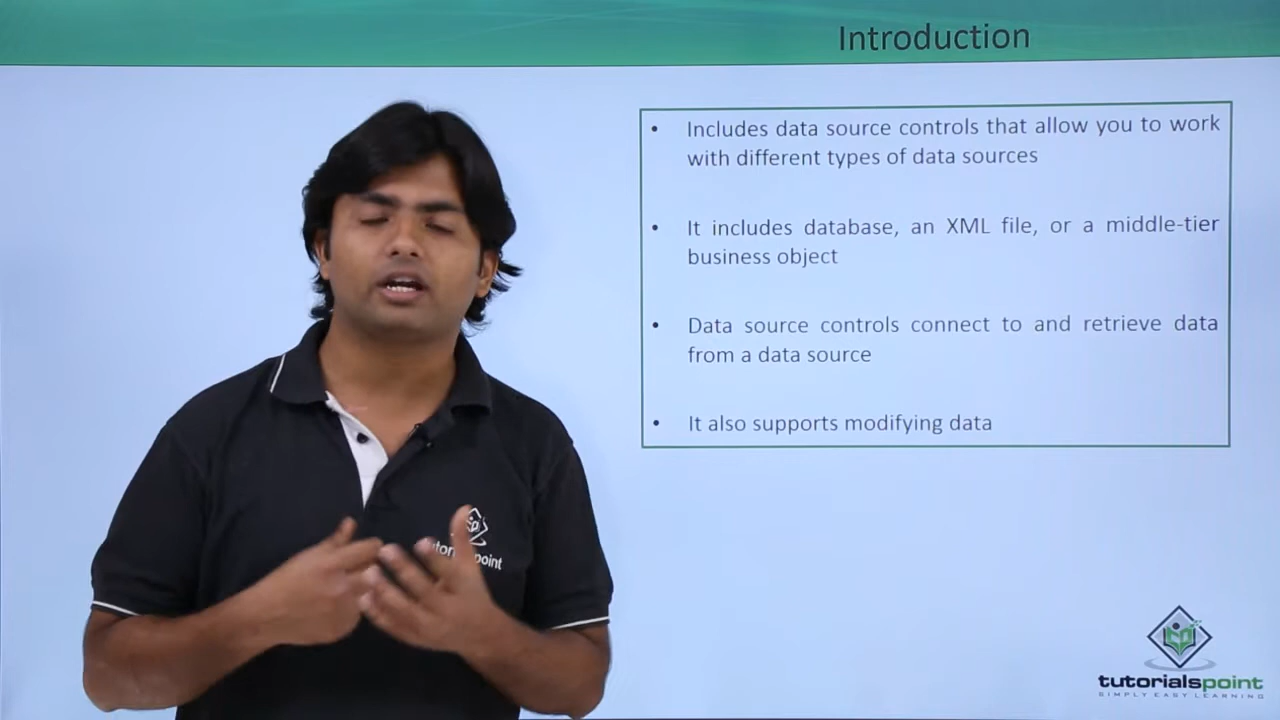 Introduction
• Includes data source controls that allow you to work
with different types of data sources
• It includes database, an XML file, or a middle-tier
business object
• Data source controls connect to and retrieve data
from a data source
• It also supports modifying data
point
tutorialspoint
SIMPLY EASY LEARNING